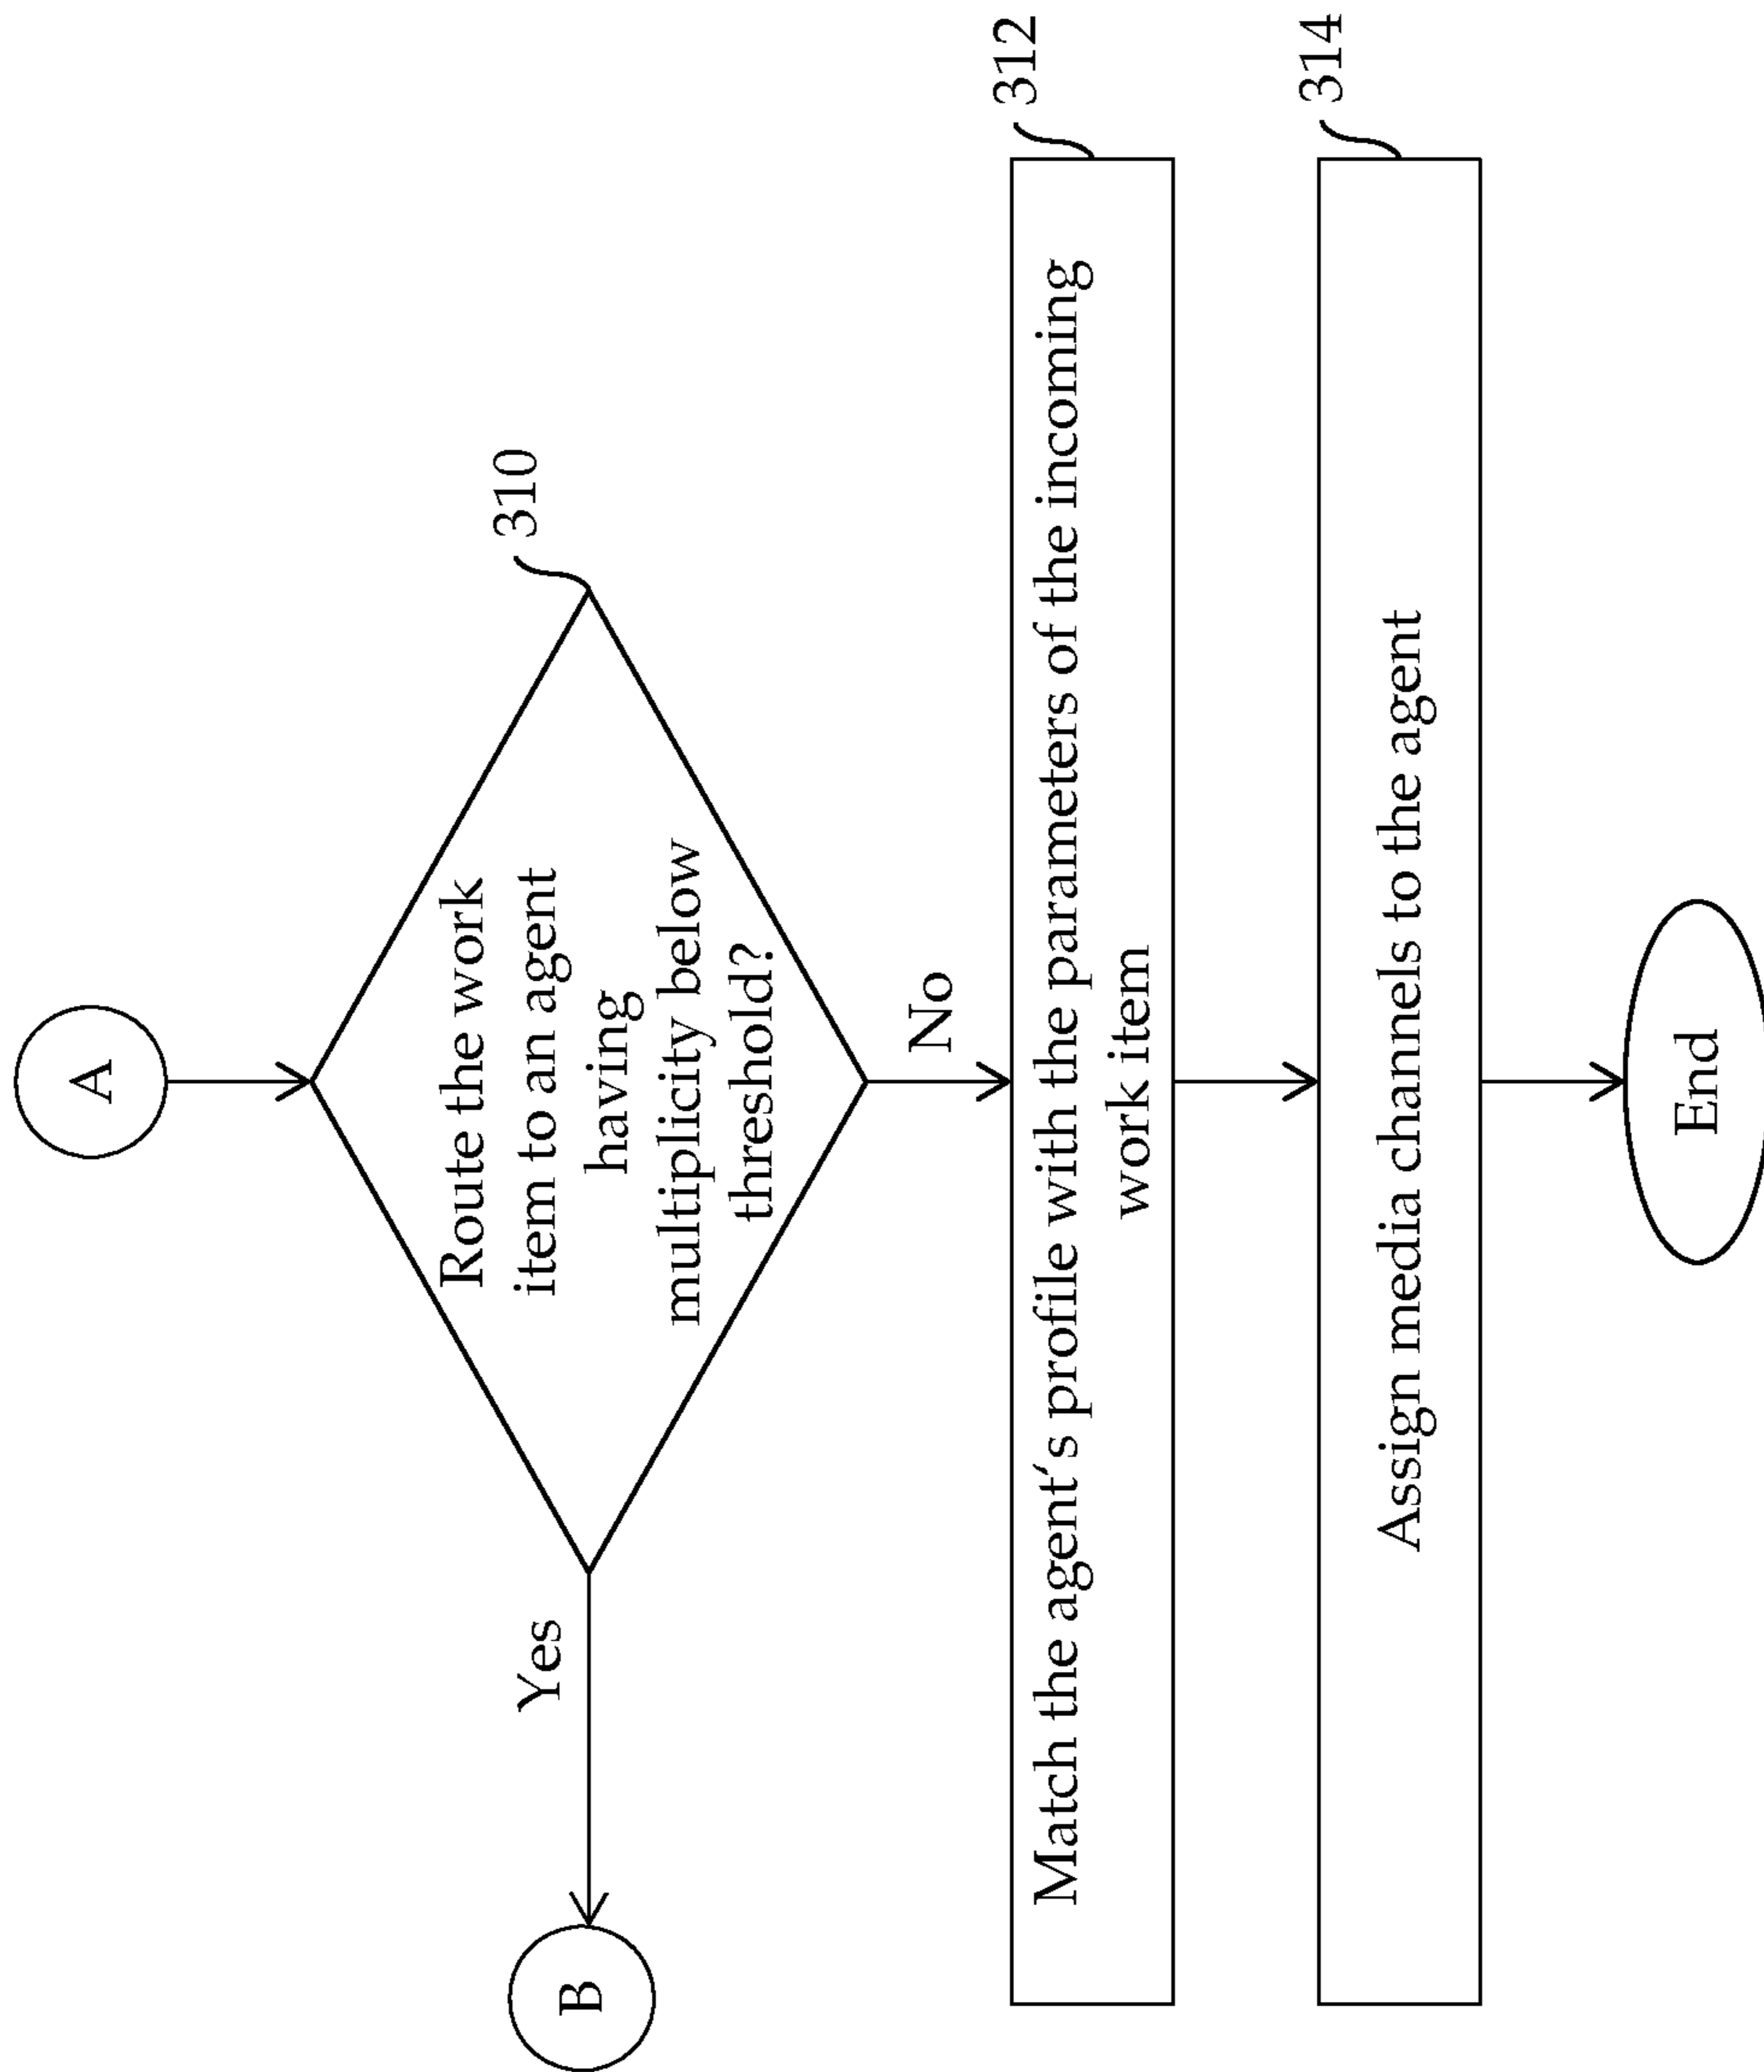 A
310
Route the work
item to an agent
having
multiplicity below
threshold?
Yes
B
No
312
Match the agent's profile with the parameters of the incoming
work item
314
Assign media channels to the agent
End